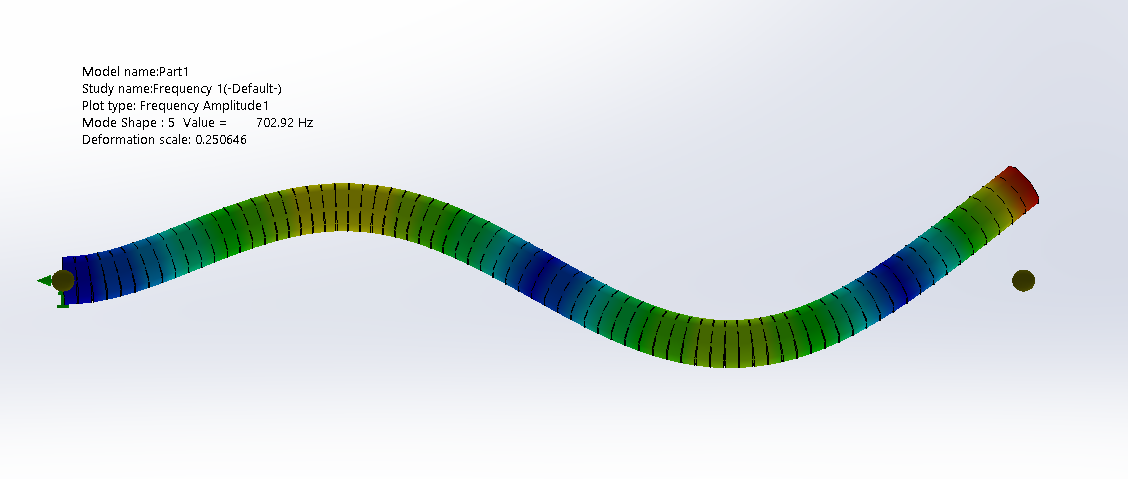 Model name:Part1
Study name:Frequency 1(-Default-)
Plot type: Frequency Amplitude1
Mode Shape : 5  Value =        702.92 Hz
Deformation scale: 0.250646